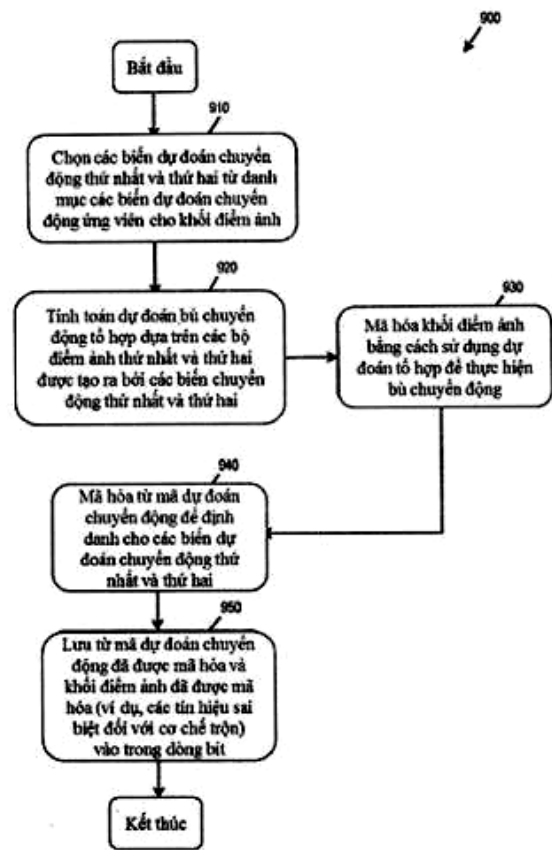 900
Bắt đầu
910
Chọn các biến dự đoán chuyển
động thứ nhất và thứ hai từ danh
mục các biến dự đoán chuyển
động ứng viên cho khối điểm ảnh
920
Tính toán dự đoán bù chuyển
động tổ hợp dựa trên các bộ
điểm ảnh thứ nhất và thứ hai
được tạo ra bởi các biến chuyển
động thứ nhất và thứ hai
930
Mã hóa khối điểm ảnh
bằng cách sử dụng dự
đoán tổ hợp để thực hiện
bù chuyển động
940
Mã hóa từ mã dự đoán
chuyển động để định
danh cho các biến dự
đoán chuyển động thứ
nhất và thứ hai
950
Lưu từ mã dự đoán chuyển
động đã được mã hóa và
khối điểm ảnh đã được mã
hóa (ví dụ, các tín hiệu sai
biệt đối với cơ chế trộn)
vào trong dòng bit
Kết thúc